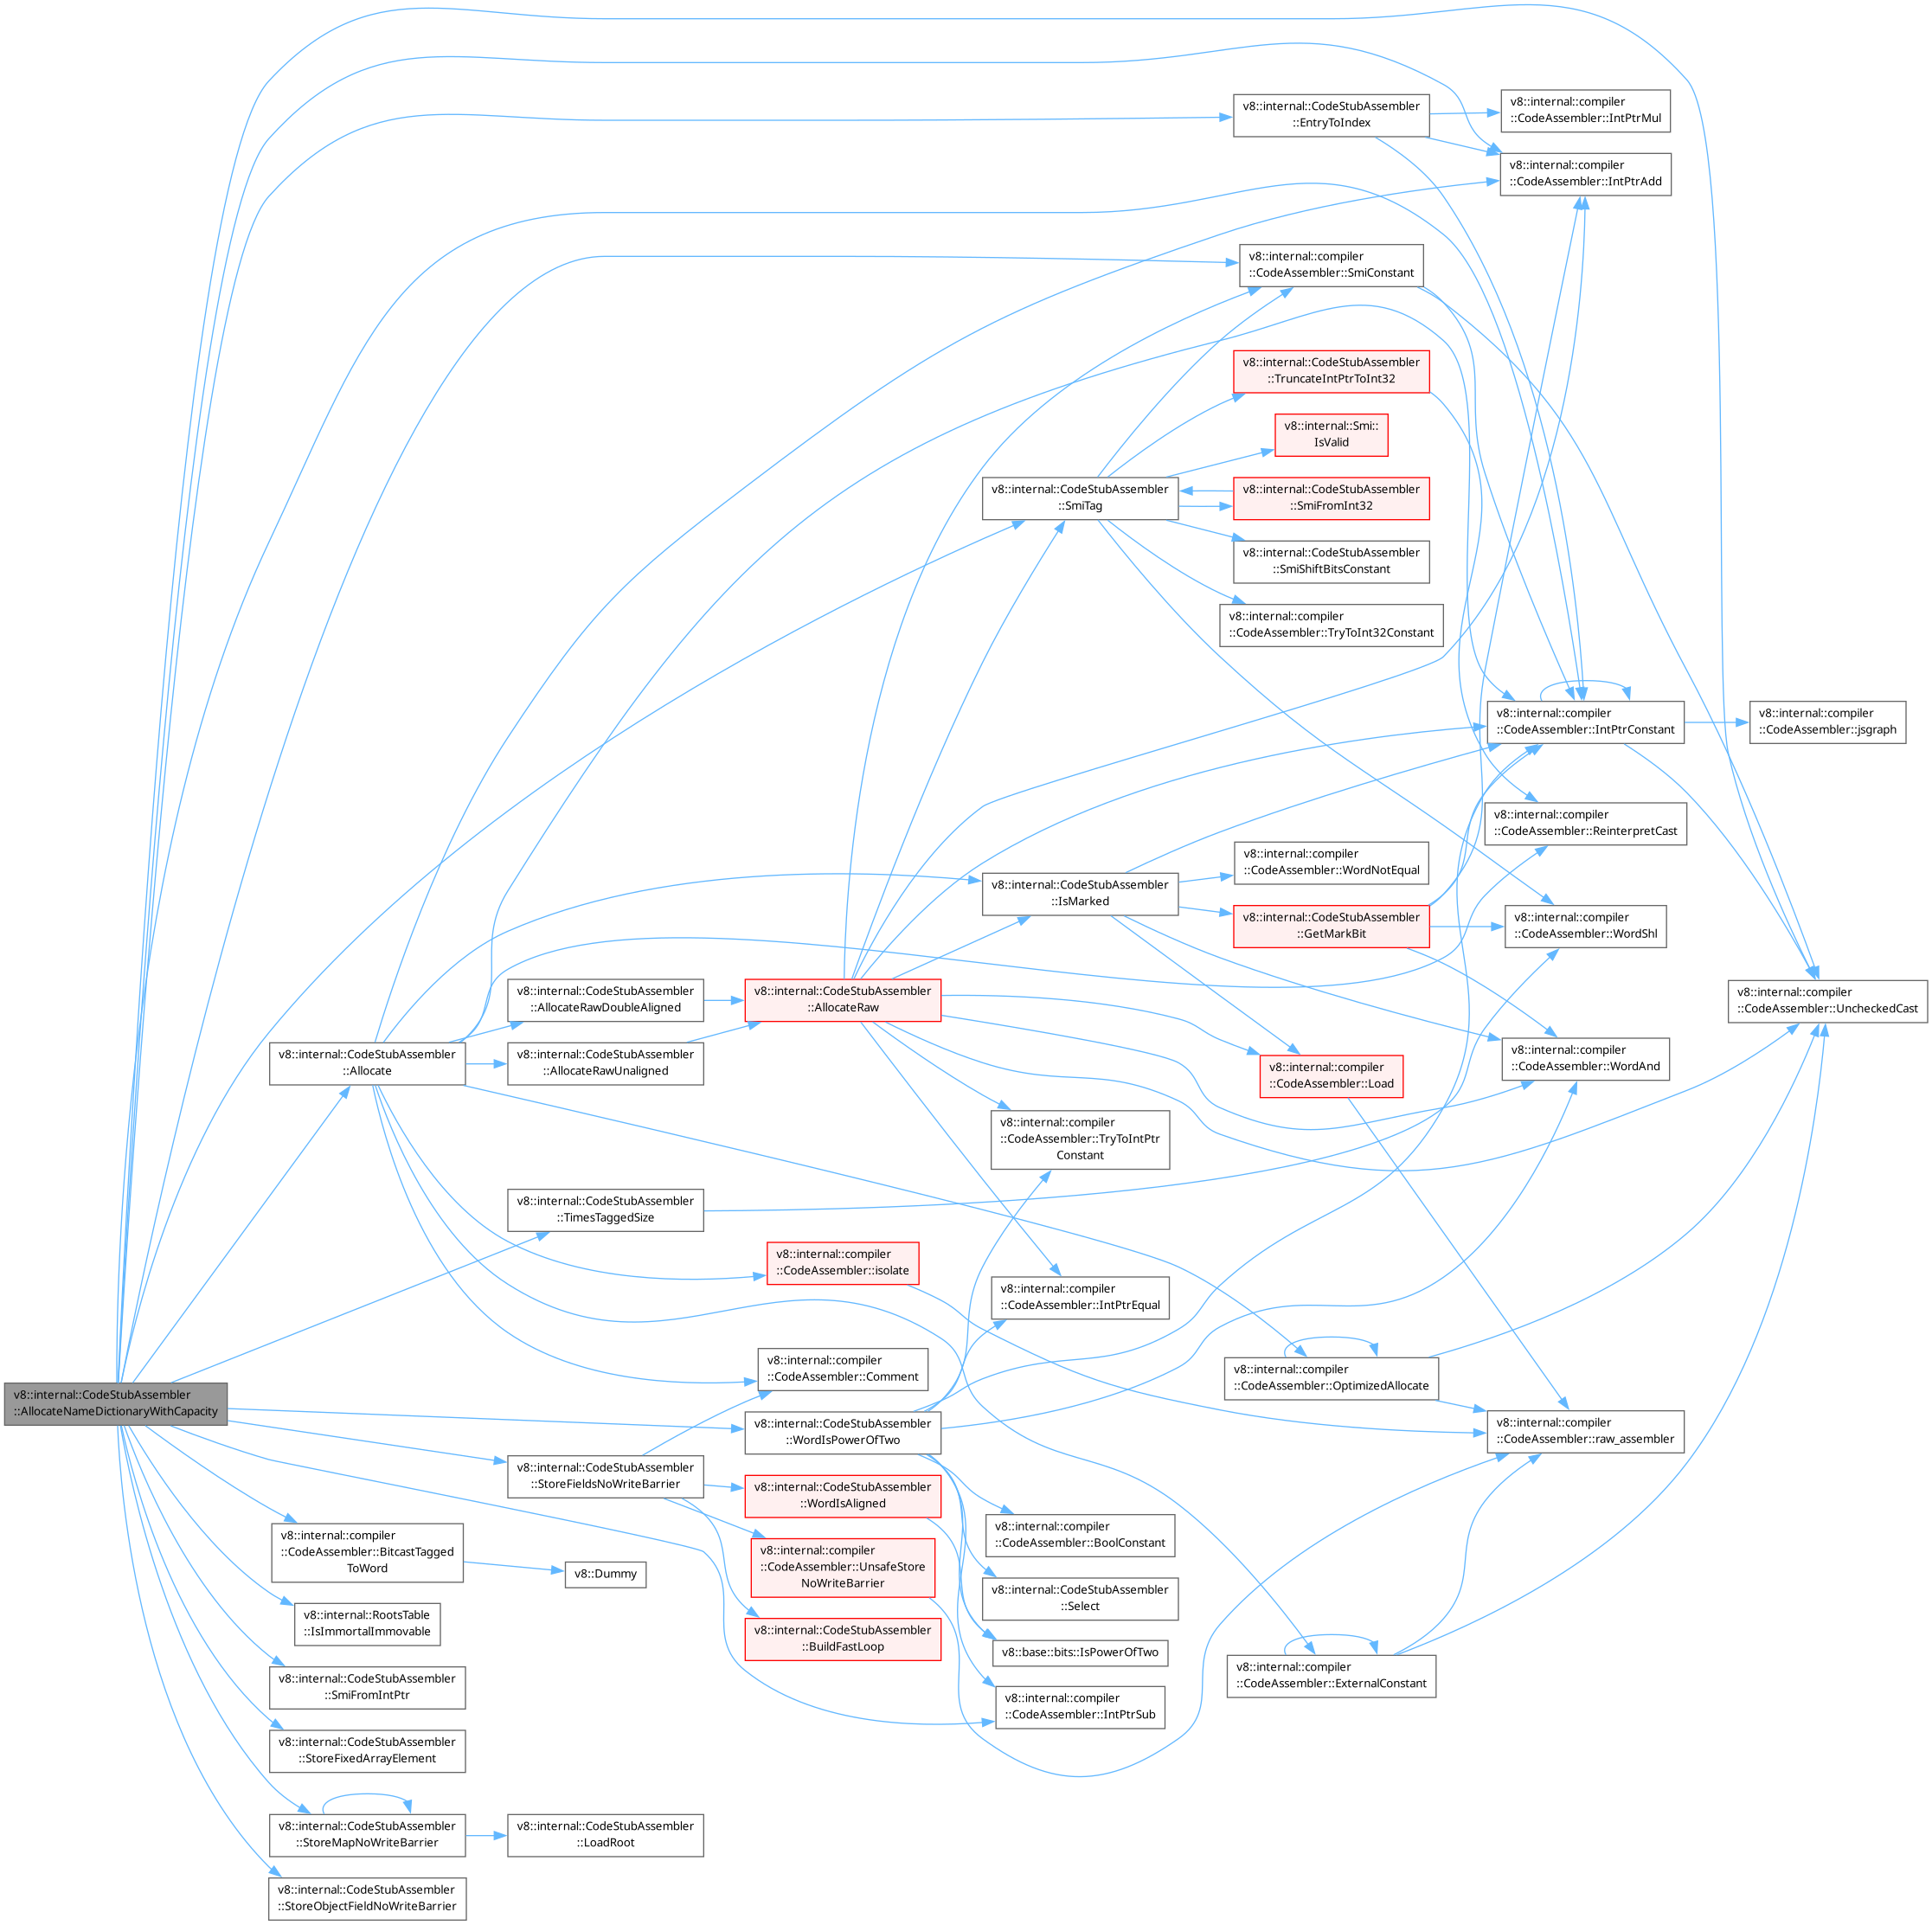 v8::internal::CodeStubAssembler
::AllocateNameDictionaryWithCapacity
v8::internal::CodeStubAssembler
::Allocate
v8::internal::compiler
::CodeAssembler::BitcastTagged
ToWord
v8::internal::RootsTable
::IsImmortalImmovable
v8::internal::CodeStubAssembler
::SmiFromIntPtr
v8::internal::CodeStubAssembler
::StoreFixedArrayElement
v8::internal::CodeStubAssembler
::StoreMapNoWriteBarrier
v8::internal::CodeStubAssembler
::StoreObjectFieldNoWriteBarrier
v8::internal::CodeStubAssembler
::AllocateRawDoubleAligned
v8::internal::CodeStubAssembler
::AllocateRawUnaligned
v8::internal::CodeStubAssembler
::TimesTaggedSize
v8::internal::CodeStubAssembler
::StoreFieldsNoWriteBarrier
v8::Dummy
v8::internal::CodeStubAssembler
::LoadRoot
v8::internal::CodeStubAssembler
::AllocateRaw
v8::internal::compiler
::CodeAssembler::isolate
v8::internal::compiler
::CodeAssembler::Comment
v8::internal::CodeStubAssembler
::WordIsPowerOfTwo
v8::internal::CodeStubAssembler
::WordIsAligned
v8::internal::compiler
::CodeAssembler::UnsafeStore
NoWriteBarrier
v8::internal::CodeStubAssembler
::BuildFastLoop
v8::internal::CodeStubAssembler
::SmiTag
v8::internal::CodeStubAssembler
::IsMarked
v8::internal::compiler
::CodeAssembler::TryToIntPtr
Constant
v8::internal::compiler
::CodeAssembler::IntPtrEqual
v8::internal::compiler
::CodeAssembler::BoolConstant
v8::internal::CodeStubAssembler
::Select
v8::base::bits::IsPowerOfTwo
v8::internal::compiler
::CodeAssembler::IntPtrSub
v8::internal::CodeStubAssembler
::EntryToIndex
v8::internal::compiler
::CodeAssembler::SmiConstant
v8::internal::CodeStubAssembler
::TruncateIntPtrToInt32
v8::internal::Smi::
IsValid
v8::internal::CodeStubAssembler
::SmiFromInt32
v8::internal::CodeStubAssembler
::SmiShiftBitsConstant
v8::internal::compiler
::CodeAssembler::TryToInt32Constant
v8::internal::compiler
::CodeAssembler::WordNotEqual
v8::internal::CodeStubAssembler
::GetMarkBit
v8::internal::compiler
::CodeAssembler::Load
v8::internal::compiler
::CodeAssembler::OptimizedAllocate
v8::internal::compiler
::CodeAssembler::ExternalConstant
v8::internal::compiler
::CodeAssembler::IntPtrMul
v8::internal::compiler
::CodeAssembler::IntPtrAdd
v8::internal::compiler
::CodeAssembler::IntPtrConstant
v8::internal::compiler
::CodeAssembler::ReinterpretCast
v8::internal::compiler
::CodeAssembler::WordShl
v8::internal::compiler
::CodeAssembler::WordAnd
v8::internal::compiler
::CodeAssembler::raw_assembler
v8::internal::compiler
::CodeAssembler::jsgraph
v8::internal::compiler
::CodeAssembler::UncheckedCast